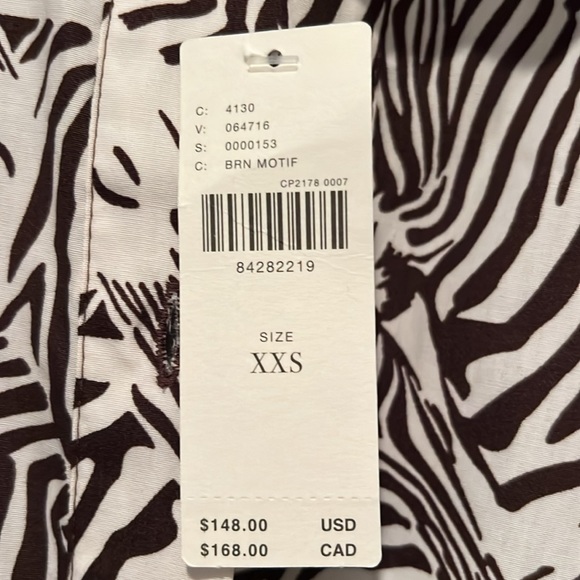 C: 4130
V: 064716
S: 0000153
C: BRN MOTIF
CP2178 0007
84282219
SIZE
XXS
$148.00 USD
$168.00 CAD